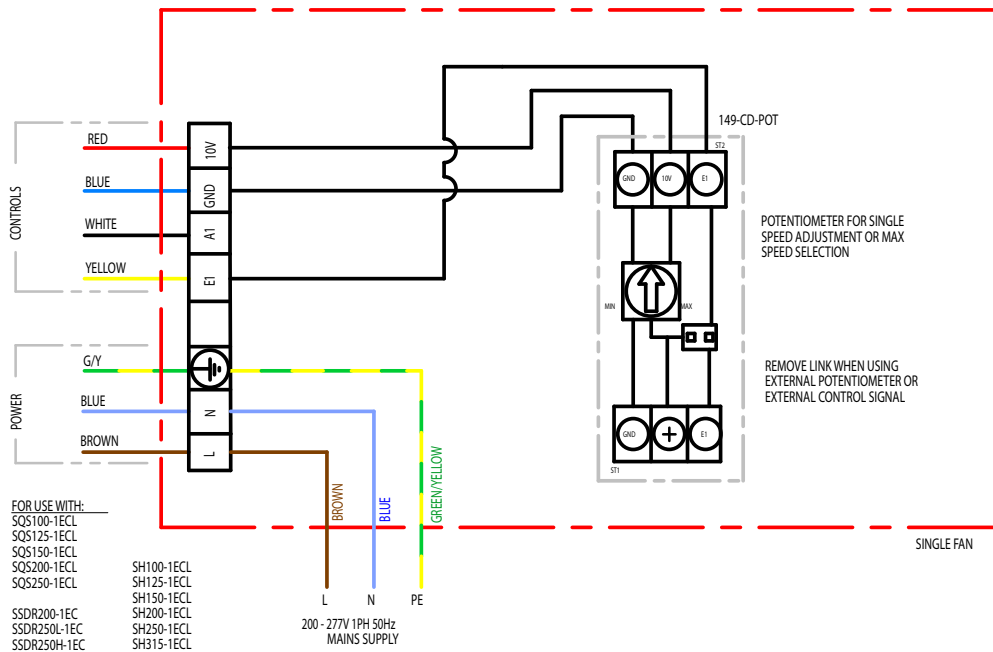 149-CD-POT
RED
10V
ST2
BLUE
GND
GND
10V
E1
CONTROLS
WHITE
A1
POTENTIOMETER FOR SINGLE
SPEED ADJUSTMENT OR MAX
SPEED SELECTION
YELLOW
E1
MIN
MAX
G/Y
REMOVE LINK WHEN USING
EXTERNAL POTENTIOMETER OR
EXTERNAL CONTROL SIGNAL
POWER
BLUE
N
BROWN
L
GND
+
E1
ST1
BROWN
BLUE
GREEN/YELLOW
SINGLE FAN
FOR USE WITH:
SQS100-1ECL
SQS125-1ECL
SQS150-1ECL
SQS200-1ECL
SQS250-1ECL
SSDR200-1EC
SSDR250L-1EC
SSDR250H-1EC
SH100-1ECL
SH125-1ECL
SH150-1ECL
SH200-1ECL
SH250-1ECL
SH315-1ECL
L
N
PE
200 - 277V 1PH 50Hz
MAINS SUPPLY